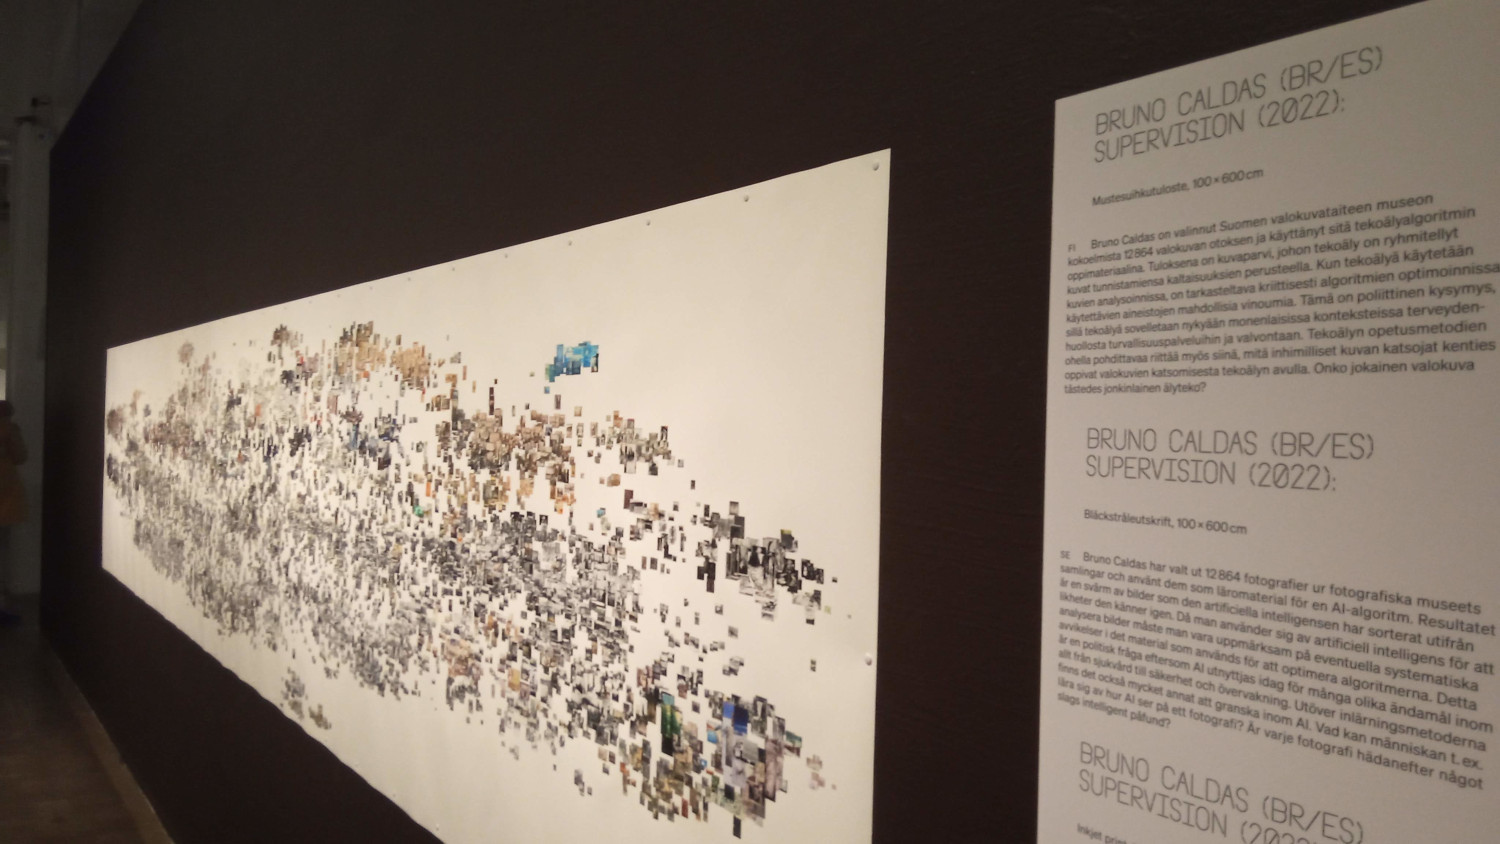 BRUNO CALDAS (BR/ES)
SUPERVISION (2022):
Mustesuihkutuloste, 100 × 600 cm
FI Bruno Caldas on valinnut Suomen valokuvataiteen museon
kokoelmista 12 864 valokuvan otoksen ja käyttänyt sitä tekoälyalgoritmin
oppimateriaalina. Tuloksena on kuvaparvi, johon tekoäly on ryhmitellyt
kuvat tunnistamiensa kaltaisuuksien perusteella. Kun tekoälyä käytetään
kuvien analysoinnissa, on tarkasteltava kriittisesti algoritmien optimoinnissa
käytettävien aineistojen mahdollisia vinoumia. Tämä on poliittinen kysymys,
sillä tekoälyä sovelletaan nykyään monenlaisissa konteksteissa terveyden-
huollosta turvallisuuspalveluihin ja valvontaan. Tekoälyn opetusmetodien
ohella pohdittavaa riittää myös siinä, mitä inhimilliset kuvan katsojat kenties
oppivat valokuvien katsomisesta tekoälyn avulla. Onko jokainen valokuva
tästedes jonkinlainen älyteko?
BRUNO CALDAS (BR/ES)
SUPERVISION (2022):
Bläckstråleutskrift, 100 × 600 cm
SE Bruno Caldas har valt ut 12 864 fotografier ur fotografiska museets
samlingar och använt dem som läromaterial för en AI-algoritm. Resultatet
är en svärm av bilder som den artificiella intelligensen har sorterat utifrån
likheter den känner igen. Då man använder sig av artificiell intelligens för att
analysera bilder måste man vara uppmärksam på eventuella systematiska
avvikelser i det material som används för att optimera algoritmerna. Detta
är en politisk fråga eftersom AI utnyttjas idag för många olika ändamål inom
allt från sjukvård till säkerhet och övervakning. Utöver inlärningsmetoderna
finns det också mycket annat att granska inom AI. Vad kan människan t. ex.
lära sig av hur AI ser på ett fotografi? Är varje fotografi hädanefter något
slags intelligent påfund?
BRUNO CALDAS (BR/ES)
SUPERVISION (202
Inkjet print